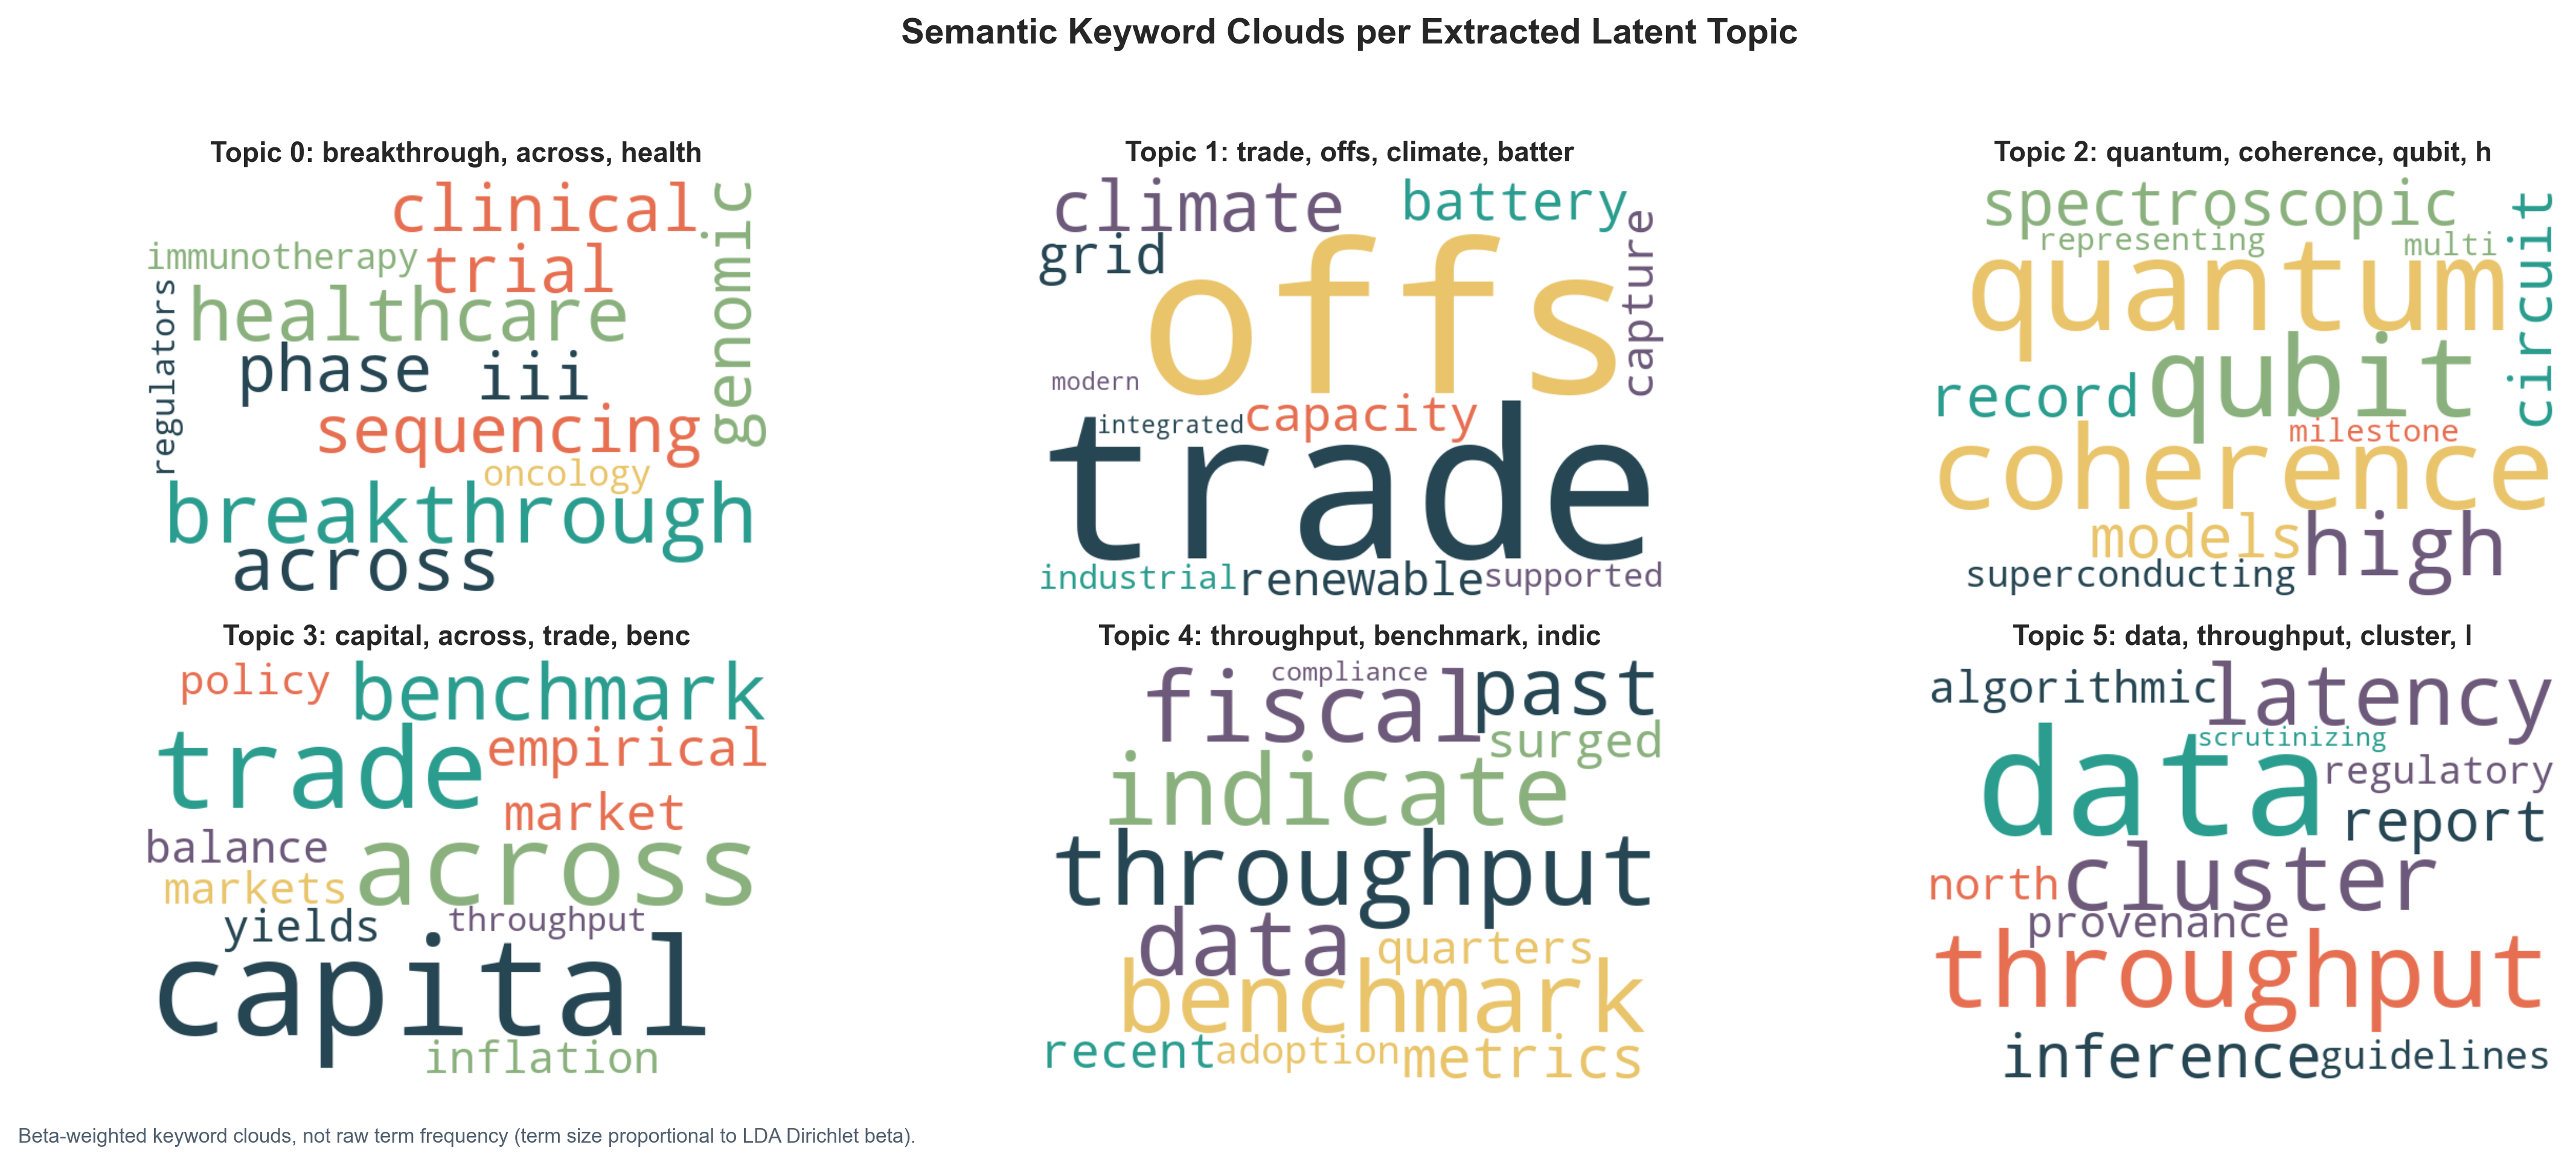 Semantic Keyword Clouds per Extracted Latent Topic
Topic 0: breakthrough, across, health
clinical
genomic
immunotherapy
trial
regulators
healthcare
phase
iii
sequencing
oncology
breakthrough
across
Topic 1: trade, offs, climate, batter
climate
battery
grid
capture
offs
modern
integrated
capacity
trade
industrial
renewable
supported
Topic 2: quantum, coherence, qubit, h
spectroscopic
representing
multi
circuit
quantum
record
qubit
milestone
coherence
models
high
superconducting
Topic 3: capital, across, trade, benc
policy
benchmark
trade
empirical
market
balance
across
markets
yields
throughput
capital
inflation
Topic 4: throughput, benchmark, indic
compliance
fiscal
past
surged
indicate
throughput
data
quarters
benchmark
recent
adoption
metrics
Topic 5: data, throughput, cluster, l
algorithmic
latency
scrutinizing
data
regulatory
report
north
cluster
provenance
throughput
inference
guidelines
Beta-weighted keyword clouds, not raw term frequency (term size proportional to LDA Dirichlet beta).